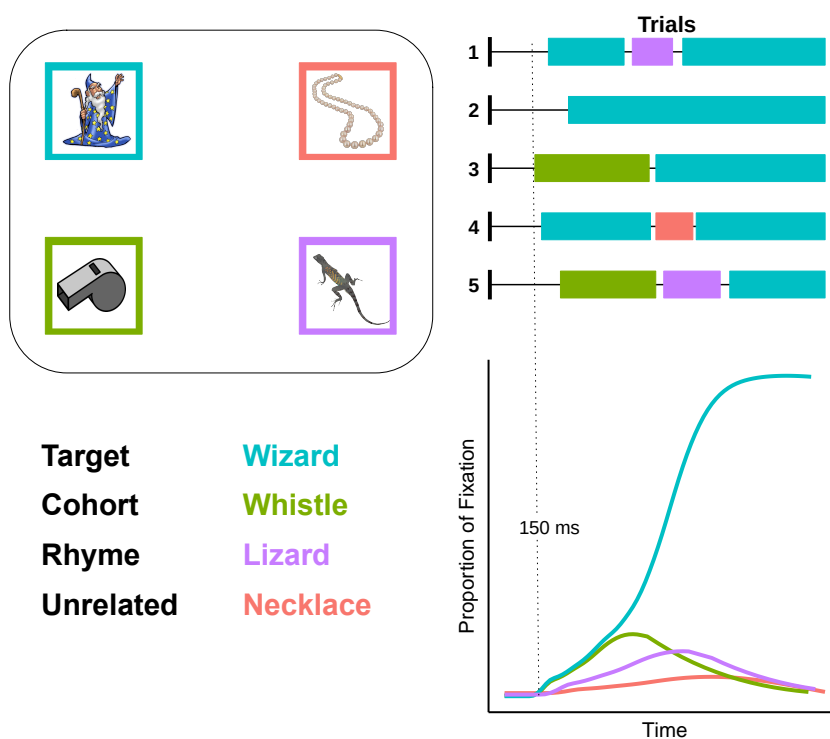 Trials
1
2
3
4
5
Target Wizard
Cohort Whistle
Rhyme Lizard
Unrelated Necklace
Proportion of Fixation
150 ms
Time